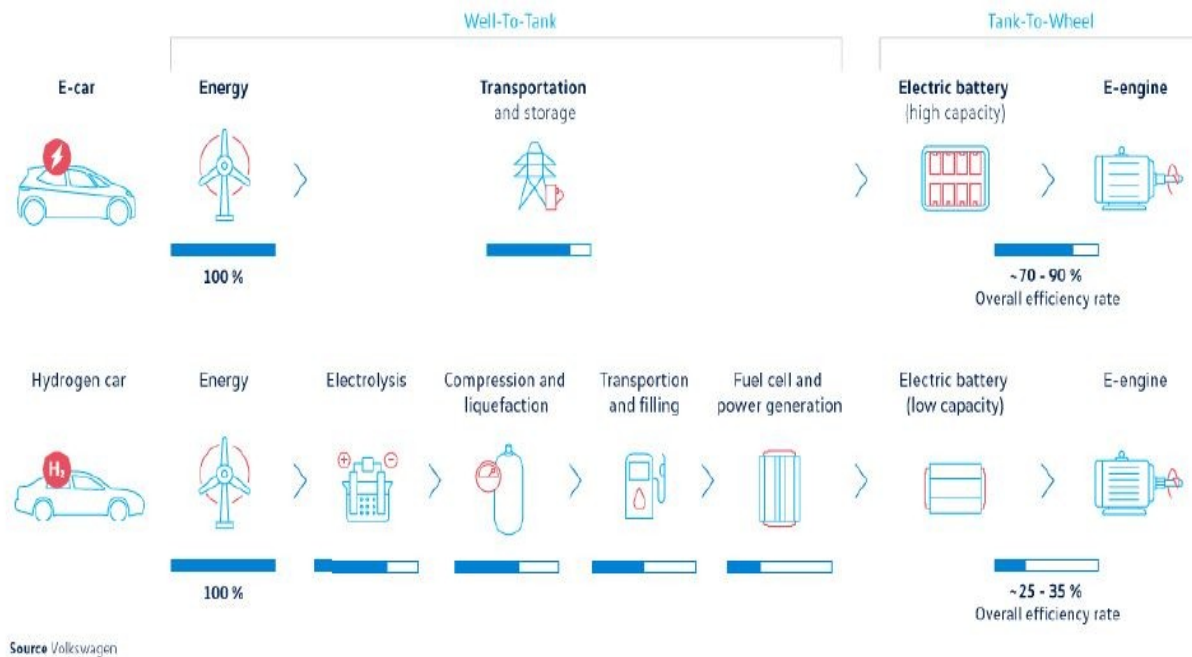 Well-To-Tank
Tank-To-Wheel
E-car
Energy
Transportation
and storage
Electric battery
(high capacity)
E-engine
100 %
~70 - 90 %
Overall efficiency rate
Hydrogen car
Energy
Electrolysis
Compression and
liquefaction
Transportion
and filling
Fuel cell and
power generation
Electric battery
(low capacity)
E-engine
H₂
+
−
100 %
~25 - 35 %
Overall efficiency rate
Source Volkswagen